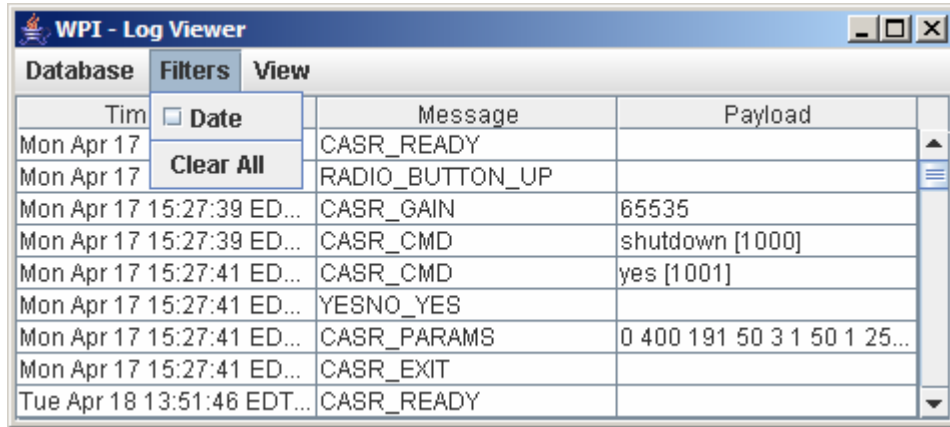 WPI - Log Viewer
Database Filters View
Date
Clear All
Tim Message Payload
Mon Apr 17 CASR_READY
Mon Apr 17 RADIO_BUTTON_UP
Mon Apr 17 15:27:39 ED... CASR_GAIN 65535
Mon Apr 17 15:27:39 ED... CASR_CMD shutdown [1000]
Mon Apr 17 15:27:41 ED... CASR_CMD yes [1001]
Mon Apr 17 15:27:41 ED... YESNO_YES
Mon Apr 17 15:27:41 ED... CASR_PARAMS 0 400 191 50 3 1 50 1 25...
Mon Apr 17 15:27:41 ED... CASR_EXIT
Tue Apr 18 13:51:46 EDT... CASR_READY